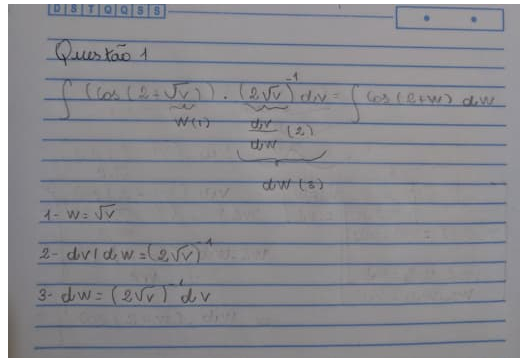 D S T Q Q S S
Questão 1
∫ (Cos (2+√v)) · (2√v)⁻¹ dv = ∫ Cos (2+w) dw
w(1) dv/dw (2)
dw (3)
1- w = √v
2- dv/dw = (2√v)⁻¹
3- dw = (2√v)⁻¹ dv